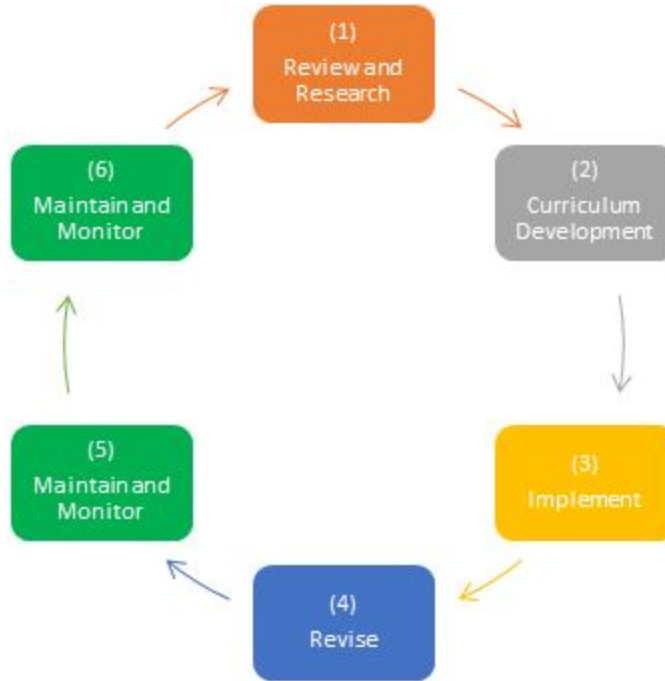 (1)
Review and
Research
(2)
Curriculum
Development
(3)
Implement
(4)
Revise
(5)
Maintain and
Monitor
(6)
Maintain and
Monitor